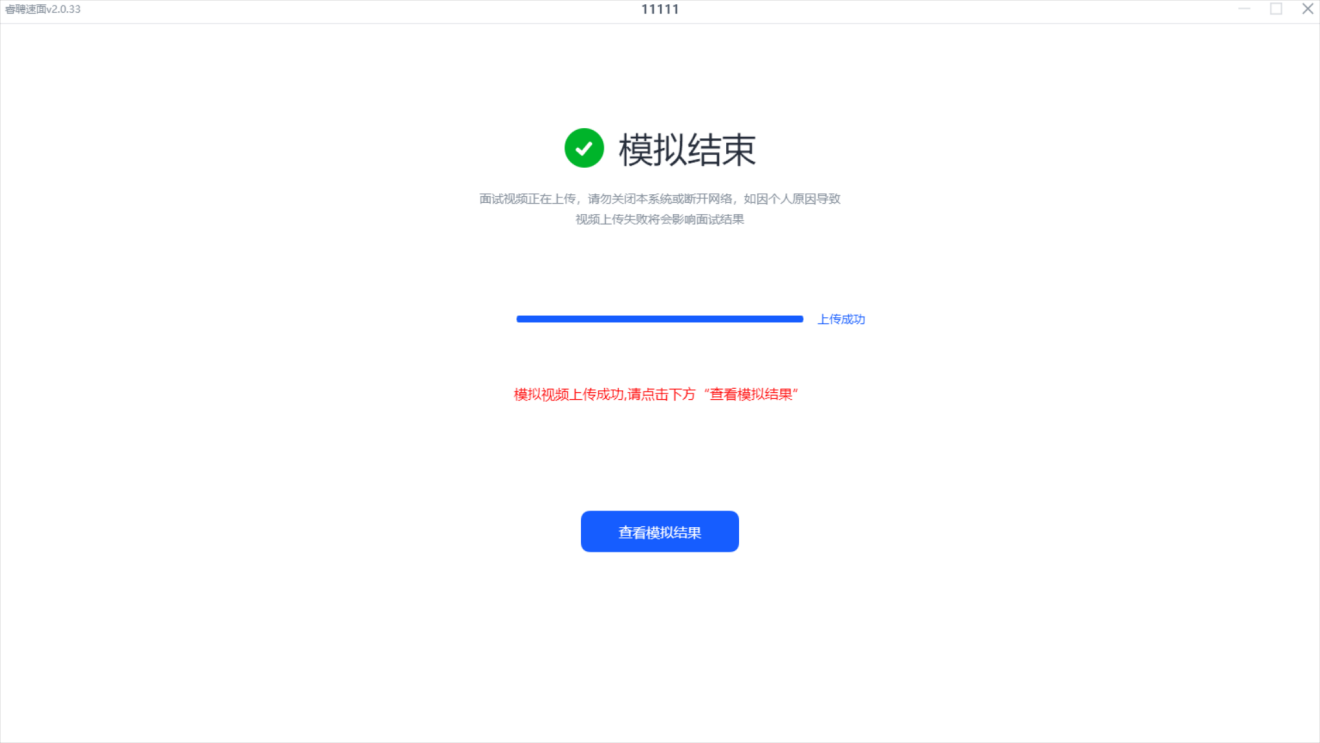 睿聘速面v2.0.33
11111
模拟结束
面试视频正在上传，请勿关闭本系统或断开网络，如因个人原因导致
视频上传失败将会影响面试结果
上传成功
模拟视频上传成功,请点击下方“查看模拟结果”
查看模拟结果